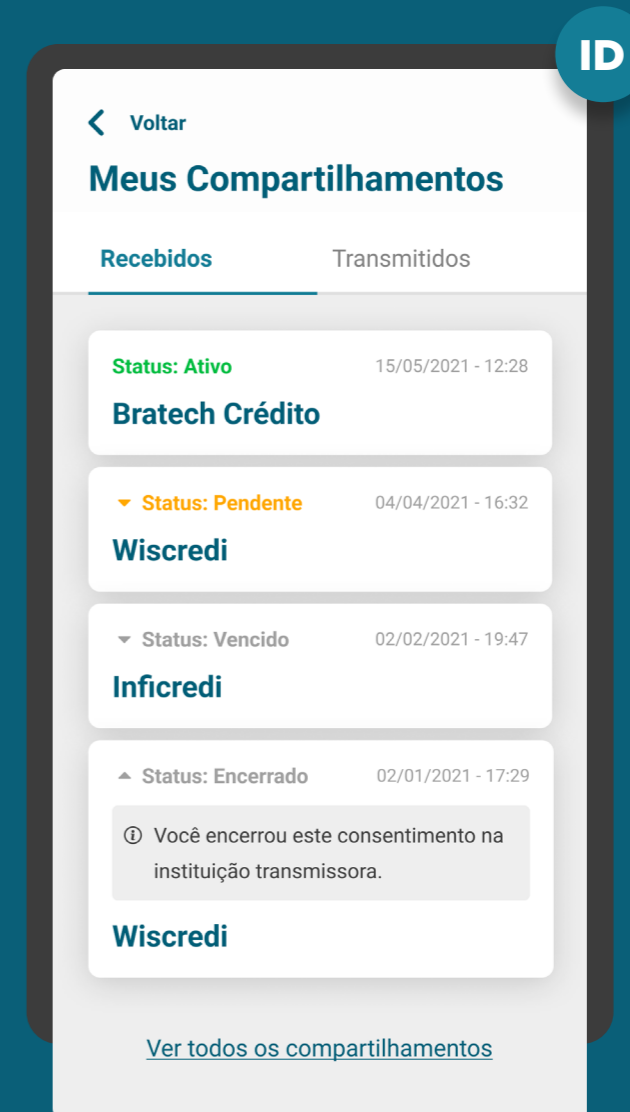 ID
Voltar
Meus Compartilhamentos
Recebidos Transmitidos
Status: Ativo 15/05/2021 - 12:28
Bratech Crédito
Status: Pendente 04/04/2021 - 16:32
Wiscredi
Status: Vencido 02/02/2021 - 19:47
Inficredi
Status: Encerrado 02/01/2021 - 17:29
Você encerrou este consentimento na
instituição transmissora.
Wiscredi
Ver todos os compartilhamentos